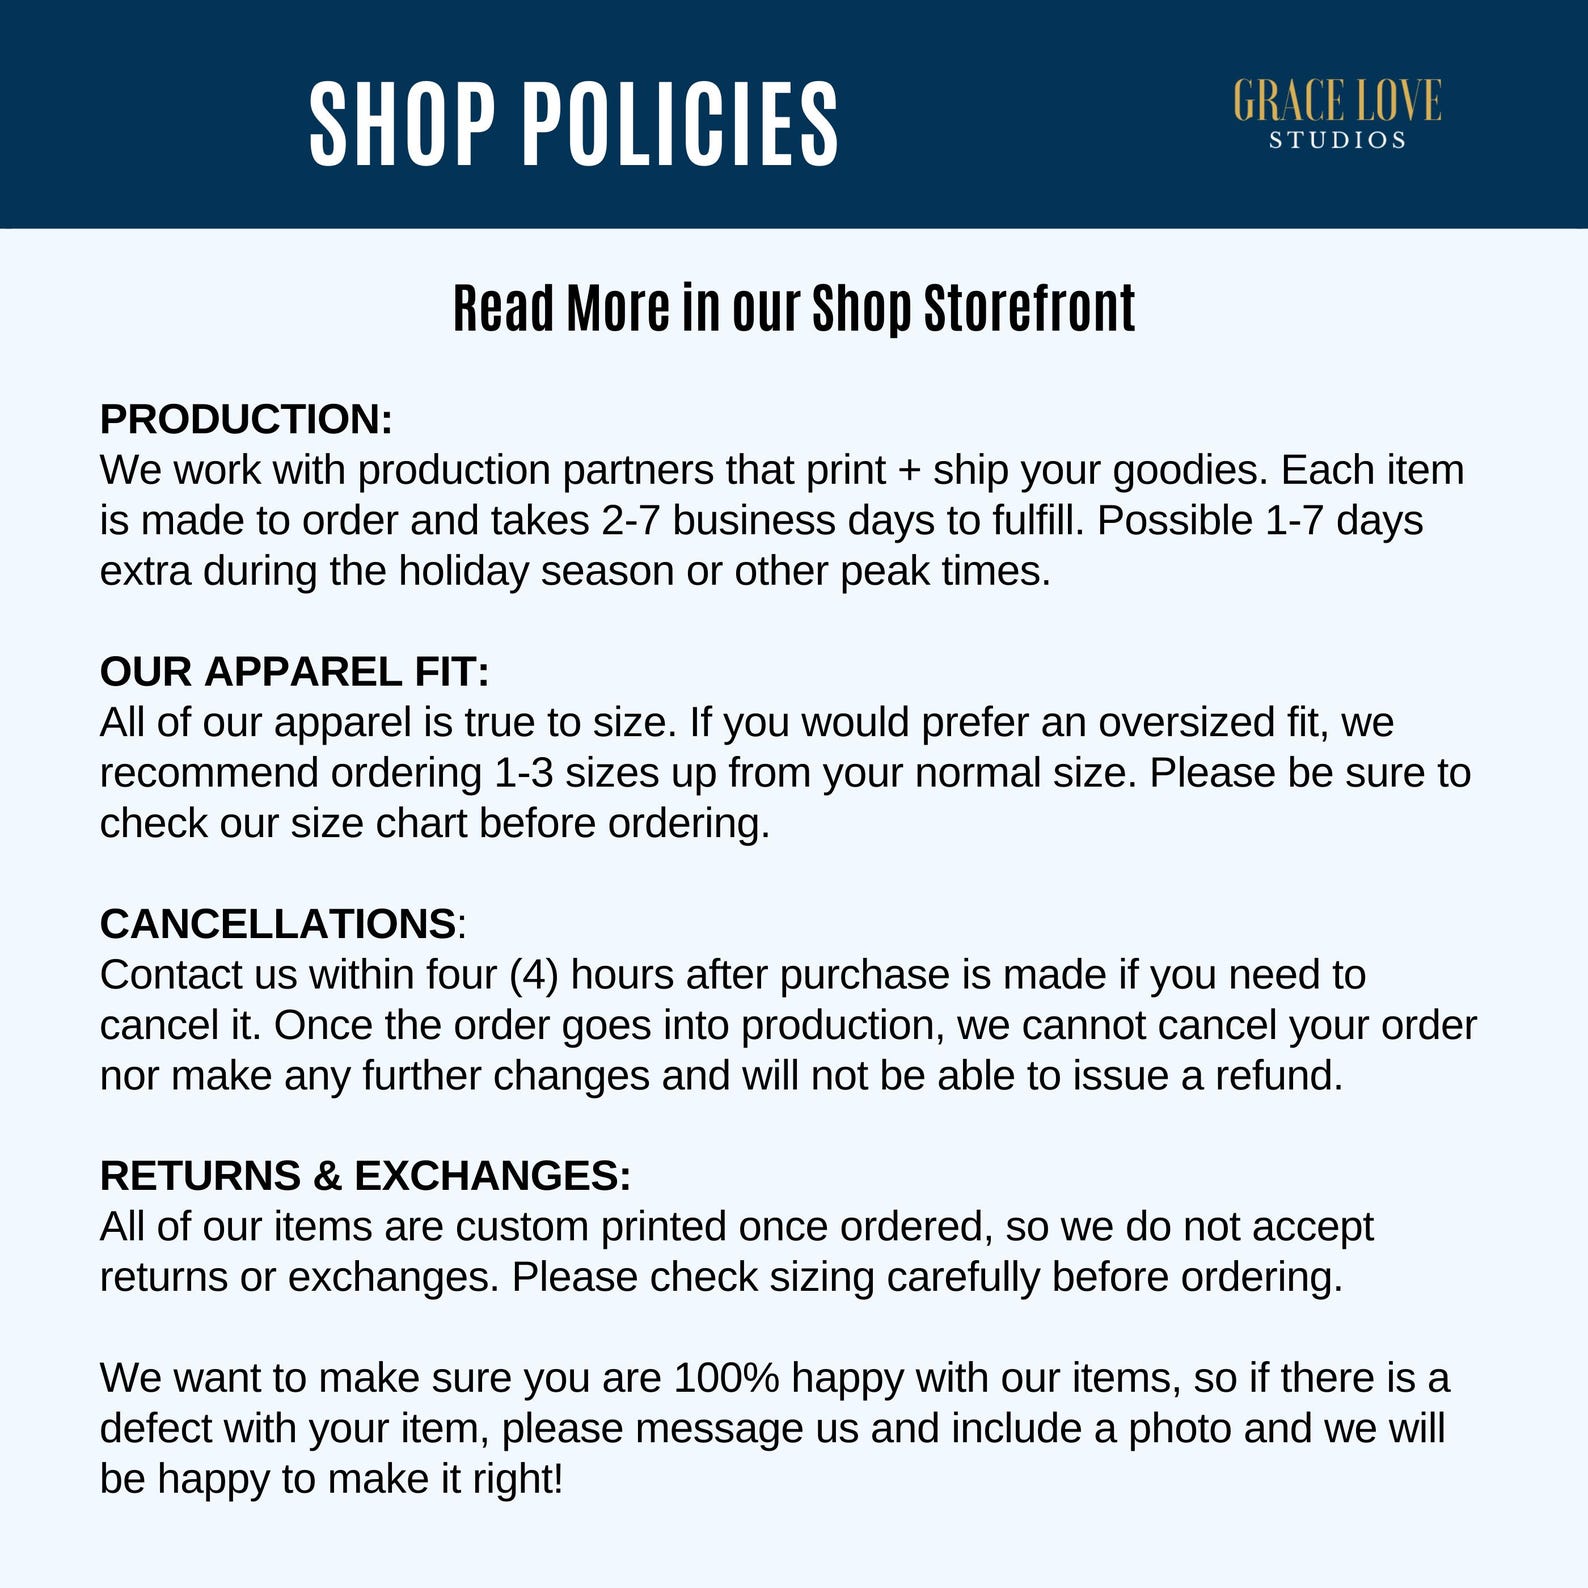 SHOP POLICIES
GRACE LOVE
STUDIOS
Read More in our Shop Storefront
PRODUCTION:
We work with production partners that print + ship your goodies. Each item
is made to order and takes 2-7 business days to fulfill. Possible 1-7 days
extra during the holiday season or other peak times.
OUR APPAREL FIT:
All of our apparel is true to size. If you would prefer an oversized fit, we
recommend ordering 1-3 sizes up from your normal size. Please be sure to
check our size chart before ordering.
CANCELLATIONS:
Contact us within four (4) hours after purchase is made if you need to
cancel it. Once the order goes into production, we cannot cancel your order
nor make any further changes and will not be able to issue a refund.
RETURNS & EXCHANGES:
All of our items are custom printed once ordered, so we do not accept
returns or exchanges. Please check sizing carefully before ordering.
We want to make sure you are 100% happy with our items, so if there is a
defect with your item, please message us and include a photo and we will
be happy to make it right!